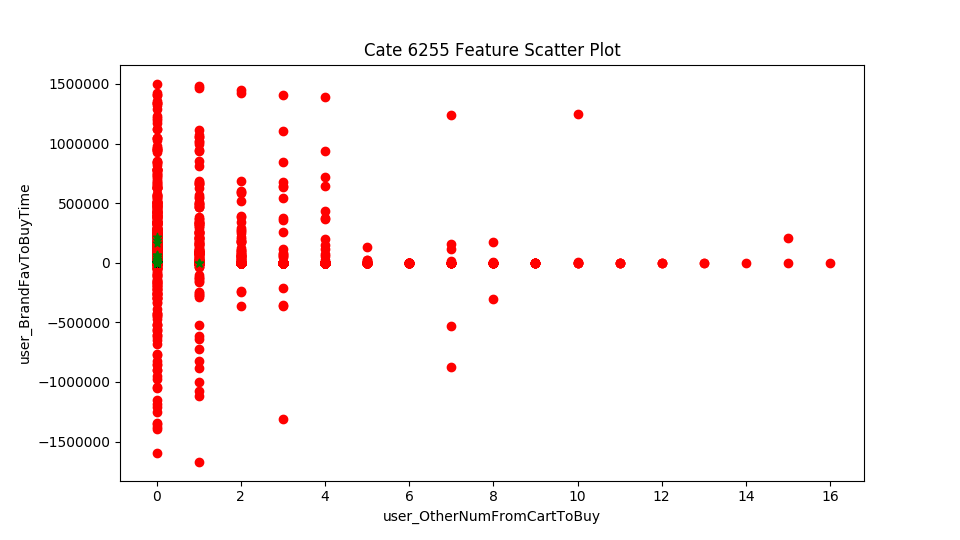 Cate 6255 Feature Scatter Plot
1500000
1000000
500000
0
−500000
−1000000
−1500000
user_BrandFavToBuyTime
0 2 4 6 8 10 12 14 16
user_OtherNumFromCartToBuy